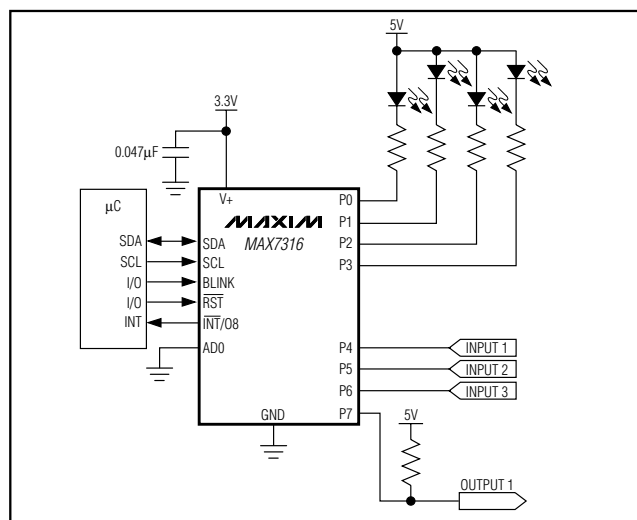 5V
3.3V
0.047µF
µC
V+
P0
MAXIM
P1
SDA
SDA
MAX7316
P2
SCL
SCL
P3
I/O
BLINK
I/O
RST
INT
INT/O8
AD0
P4
INPUT 1
P5
INPUT 2
P6
INPUT 3
GND
P7
5V
OUTPUT 1